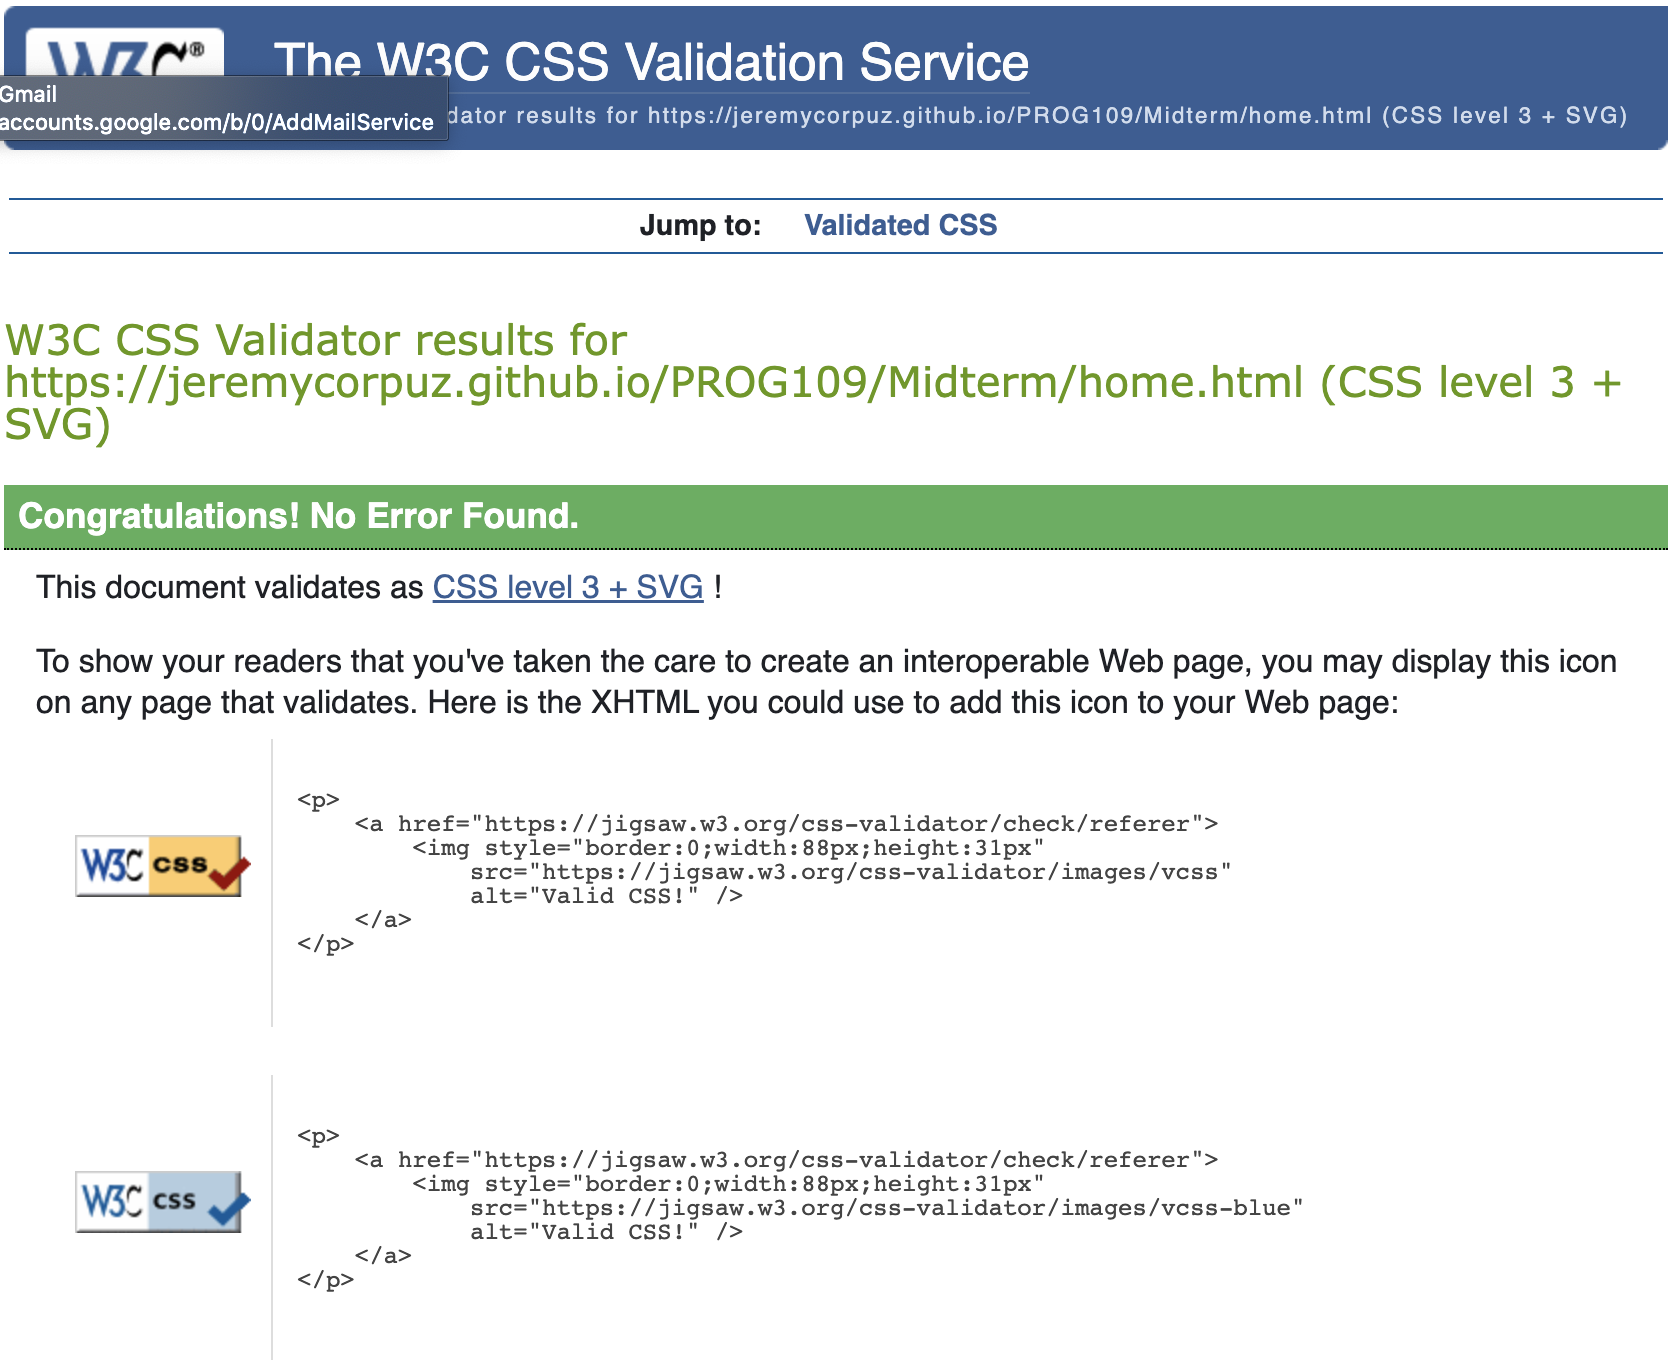 W3C®
The W3C CSS Validation Service
Gmail
accounts.google.com/b/0/AddMailService
dator results for https://jeremycorpuz.github.io/PROG109/Midterm/home.html (CSS level 3 + SVG)
Jump to: Validated CSS
W3C CSS Validator results for
https://jeremycorpuz.github.io/PROG109/Midterm/home.html (CSS level 3 +
SVG)
Congratulations! No Error Found.
This document validates as CSS level 3 + SVG !
To show your readers that you've taken the care to create an interoperable Web page, you may display this icon
on any page that validates. Here is the XHTML you could use to add this icon to your Web page:
<p>
<a href="https://jigsaw.w3.org/css-validator/check/referer">
<img style="border:0;width:88px;height:31px"
W3C css
src="https://jigsaw.w3.org/css-validator/images/vcss"
alt="Valid CSS!" />
</a>
</p>
<p>
<a href="https://jigsaw.w3.org/css-validator/check/referer">
<img style="border:0;width:88px;height:31px"
W3C css
src="https://jigsaw.w3.org/css-validator/images/vcss-blue"
alt="Valid CSS!" />
</a>
</p>